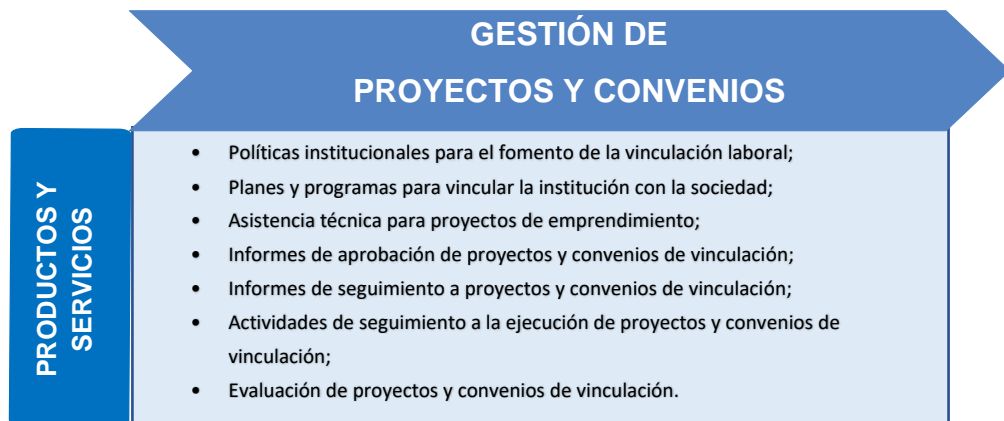 GESTIÓN DE
PROYECTOS Y CONVENIOS
PRODUCTOS Y
SERVICIOS
• Políticas institucionales para el fomento de la vinculación laboral;
• Planes y programas para vincular la institución con la sociedad;
• Asistencia técnica para proyectos de emprendimiento;
• Informes de aprobación de proyectos y convenios de vinculación;
• Informes de seguimiento a proyectos y convenios de vinculación;
• Actividades de seguimiento a la ejecución de proyectos y convenios de
vinculación;
• Evaluación de proyectos y convenios de vinculación.